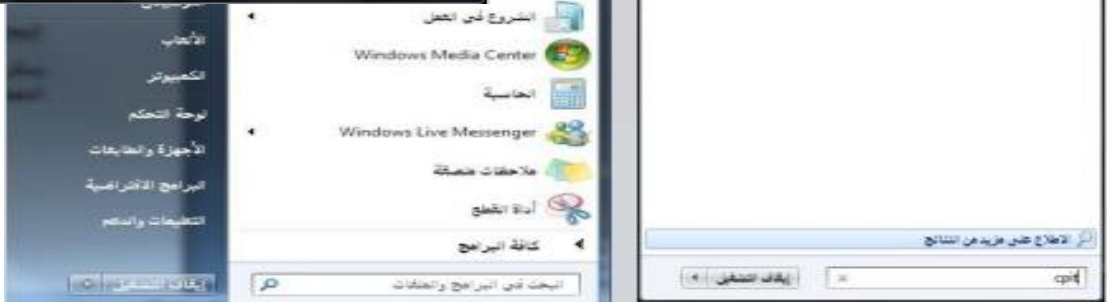 الشروع في العمل
Windows Media Center
الحاسبة
Windows Live Messenger
ملاحظات ملصقة
أداة القطع
كافة البرامج
البحث في البرامج والملفات
الألعاب
الكمبيوتر
لوحة التحكم
الأجهزة والطابعات
البرامج الافتراضية
التعليمات والدعم
إيقاف التشغيل
الاطلاع على مزيد من النتائج
cpit
إيقاف التشغيل